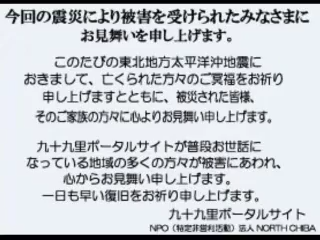 今回の震災により被害を受けられたみなさまに
お見舞いを申し上げます。
このたびの東北地方太平洋沖地震に
おきまして、亡くられた方々のご冥福をお祈り
申し上げますとともに、被災された皆様、
そのご家族の方々に心よりお見舞い申し上げます。
九十九里ポータルサイトが普段お世話に
なっている地域の多くの方々が被害にあわれ、
心からお見舞い申し上げます。
一日も早い復旧をお祈り申し上げます。
九十九里ポータルサイト
NPO（特定非営利活動）法人 NORTH CHIBA